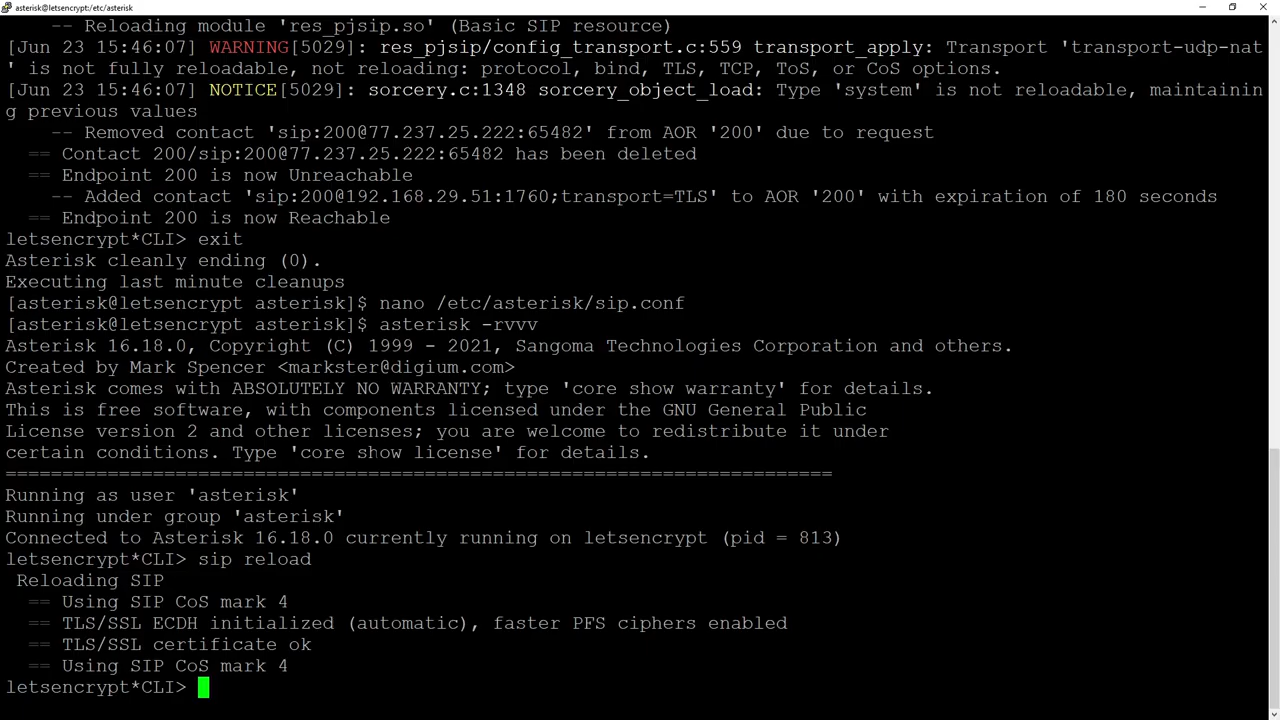 asterisk@letsencrypt:/etc/asterisk
-- Reloading module 'res_pjsip.so' (Basic SIP resource)
[Jun 23 15:46:07] WARNING[5029]: res_pjsip/config_transport.c:559 transport_apply: Transport 'transport-udp-nat
' is not fully reloadable, not reloading: protocol, bind, TLS, TCP, ToS, or CoS options.
[Jun 23 15:46:07] NOTICE[5029]: sorcery.c:1348 sorcery_object_load: Type 'system' is not reloadable, maintainin
g previous values
-- Removed contact 'sip:200@77.237.25.222:65482' from AOR '200' due to request
== Contact 200/sip:200@77.237.25.222:65482 has been deleted
== Endpoint 200 is now Unreachable
-- Added contact 'sip:200@192.168.29.51:1760;transport=TLS' to AOR '200' with expiration of 180 seconds
== Endpoint 200 is now Reachable
letsencrypt*CLI> exit
Asterisk cleanly ending (0).
Executing last minute cleanups
[asterisk@letsencrypt asterisk]$ nano /etc/asterisk/sip.conf
[asterisk@letsencrypt asterisk]$ asterisk -rvvv
Asterisk 16.18.0, Copyright (C) 1999 - 2021, Sangoma Technologies Corporation and others.
Created by Mark Spencer <markster@digium.com>
Asterisk comes with ABSOLUTELY NO WARRANTY; type 'core show warranty' for details.
This is free software, with components licensed under the GNU General Public
License version 2 and other licenses; you are welcome to redistribute it under
certain conditions. Type 'core show license' for details.
=========================================================================
Running as user 'asterisk'
Running under group 'asterisk'
Connected to Asterisk 16.18.0 currently running on letsencrypt (pid = 813)
letsencrypt*CLI> sip reload
Reloading SIP
== Using SIP CoS mark 4
== TLS/SSL ECDH initialized (automatic), faster PFS ciphers enabled
== TLS/SSL certificate ok
== Using SIP CoS mark 4
letsencrypt*CLI>